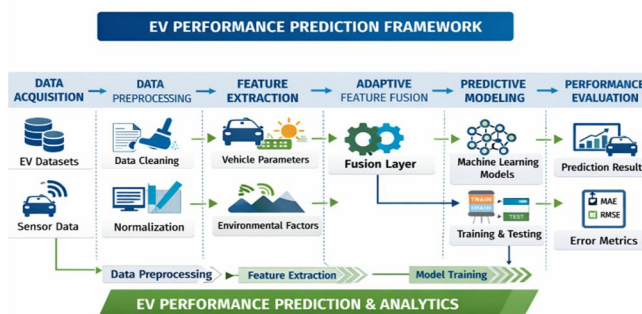 EV PERFORMANCE PREDICTION FRAMEWORK
DATA
ACQUISITION
DATA
PREPROCESSING
FEATURE
EXTRACTION
ADAPTIVE
FEATURE FUSION
PREDICTIVE
MODELING
PERFORMANCE
EVALUATION
EV Datasets
Data Cleaning
Vehicle Parameters
Fusion Layer
Machine Learning
Models
Prediction Result
Sensor Data
Normalization
Environmental Factors
TRAIN
TEST
Training & Testing
MAE
RMSE
Error Metrics
Data Preprocessing
Feature Extraction
Model Training
EV PERFORMANCE PREDICTION & ANALYTICS